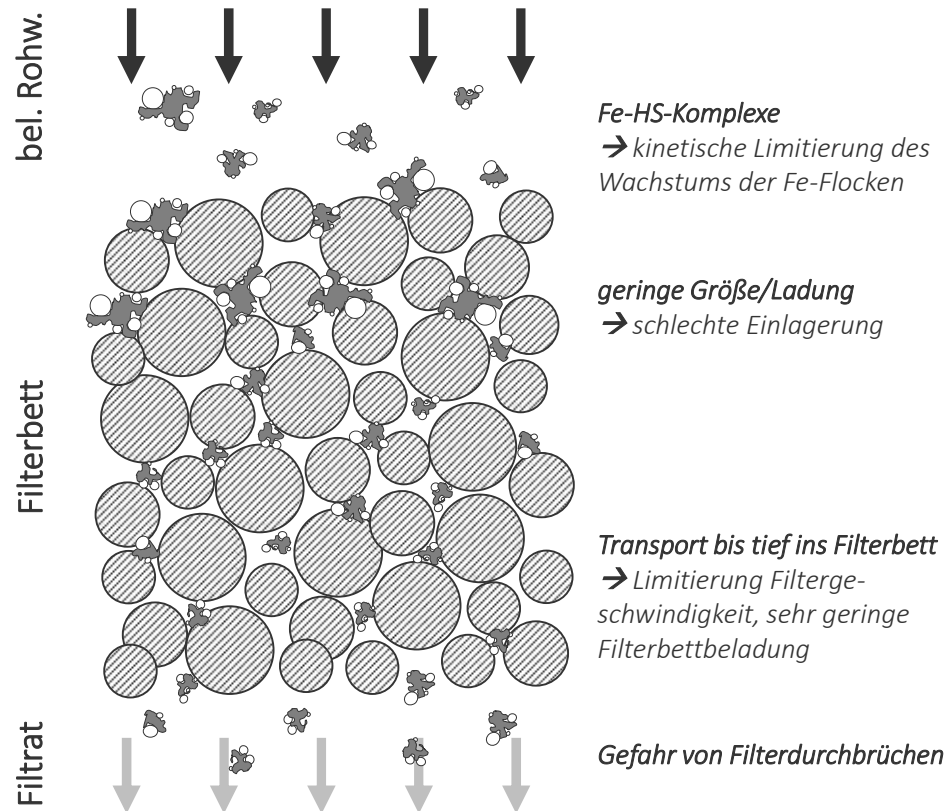 bel. Rohw.
Fe-HS-Komplexe
→ kinetische Limitierung des
Wachstums der Fe-Flocken
geringe Größe/Ladung
→ schlechte Einlagerung
Filterbett
Transport bis tief ins Filterbett
→ Limitierung Filterge-
schwindigkeit, sehr geringe
Filterbettbeladung
Filtrat
Gefahr von Filterdurchbrüchen